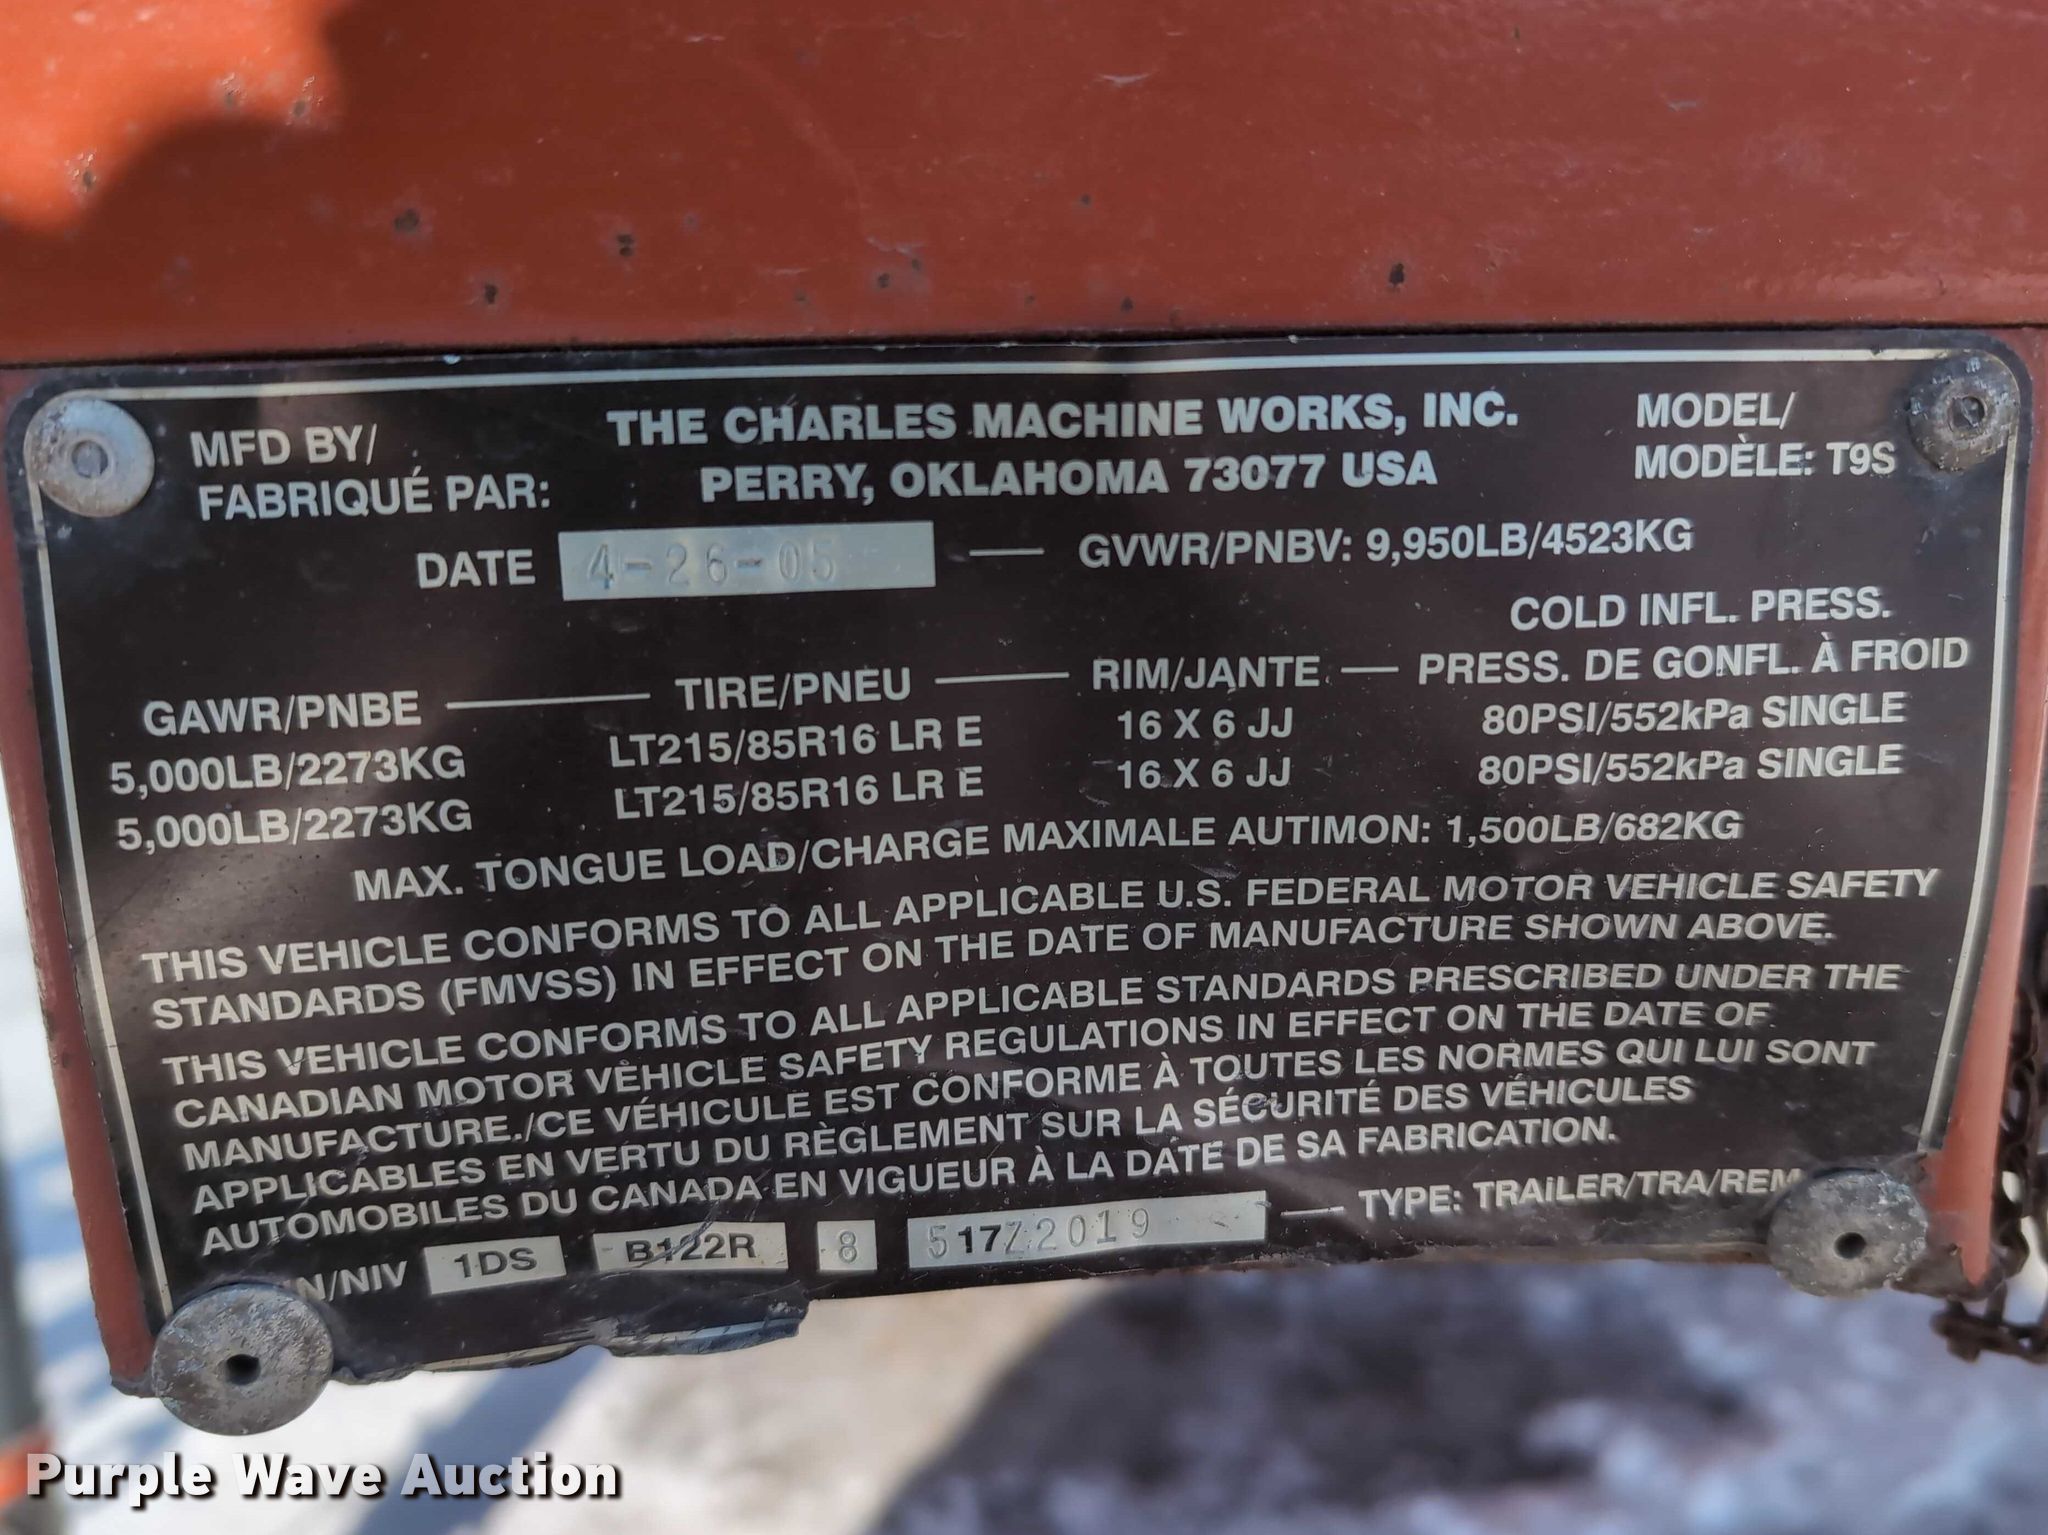 MFD BY/ THE CHARLES MACHINE WORKS, INC. MODEL/
FABRIQUÉ PAR: PERRY, OKLAHOMA 73077 USA MODÈLE: T9S
DATE 4-26-05 GVWR/PNBV: 9,950LB/4523KG
COLD INFL. PRESS.
GAWR/PNBE TIRE/PNEU RIM/JANTE PRESS. DE GONFL. À FROID
5,000LB/2273KG LT215/85R16 LR E 16 X 6 JJ 80PSI/552kPa SINGLE
5,000LB/2273KG LT215/85R16 LR E 16 X 6 JJ 80PSI/552kPa SINGLE
MAX. TONGUE LOAD/CHARGE MAXIMALE AUTIMON: 1,500LB/682KG
THIS VEHICLE CONFORMS TO ALL APPLICABLE U.S. FEDERAL MOTOR VEHICLE SAFETY
STANDARDS (FMVSS) IN EFFECT ON THE DATE OF MANUFACTURE SHOWN ABOVE.
THIS VEHICLE CONFORMS TO ALL APPLICABLE STANDARDS PRESCRIBED UNDER THE
CANADIAN MOTOR VEHICLE SAFETY REGULATIONS IN EFFECT ON THE DATE OF
MANUFACTURE./CE VÉHICULE EST CONFORME À TOUTES LES NORMES QUI LUI SONT
APPLICABLES EN VERTU DU RÈGLEMENT SUR LA SÉCURITÉ DES VÉHICULES
AUTOMOBILES DU CANADA EN VIGUEUR À LA DATE DE SA FABRICATION.
N/NIV 1DS B122R 8 517Z2019 TYPE: TRAILER/TRA/REM
Purple Wave Auction